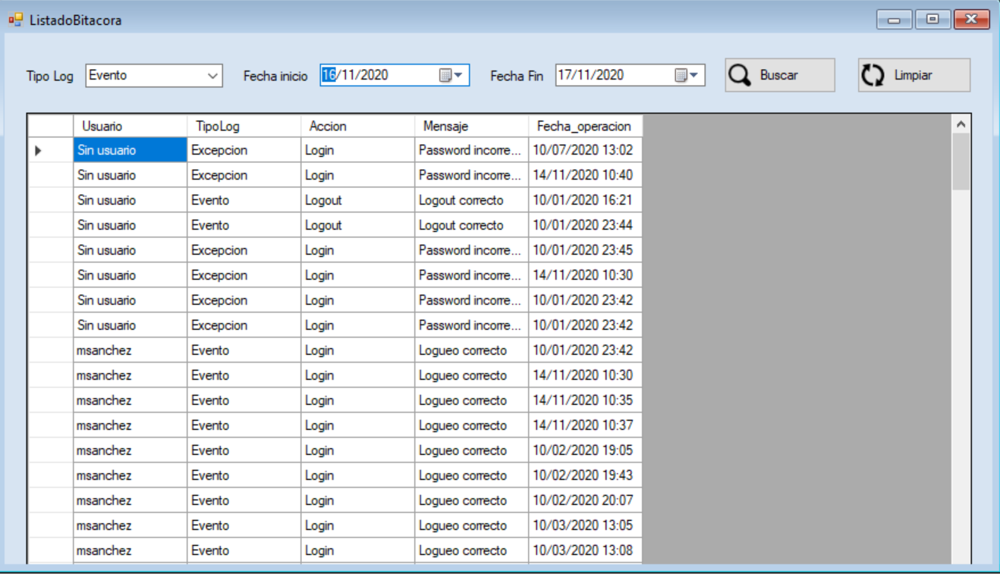 ListadoBitacora
Tipo Log Evento Fecha inicio 16/11/2020 Fecha Fin 17/11/2020 Buscar Limpiar
Usuario TipoLog Accion Mensaje Fecha_operacion
Sin usuario Excepcion Login Password incorre... 10/07/2020 13:02
Sin usuario Excepcion Login Password incorre... 14/11/2020 10:40
Sin usuario Evento Logout Logout correcto 10/01/2020 16:21
Sin usuario Evento Logout Logout correcto 10/01/2020 23:44
Sin usuario Excepcion Login Password incorre... 10/01/2020 23:45
Sin usuario Excepcion Login Password incorre... 14/11/2020 10:30
Sin usuario Excepcion Login Password incorre... 10/01/2020 23:42
Sin usuario Excepcion Login Password incorre... 10/01/2020 23:42
msanchez Evento Login Logueo correcto 10/01/2020 23:42
msanchez Evento Login Logueo correcto 14/11/2020 10:30
msanchez Evento Login Logueo correcto 14/11/2020 10:35
msanchez Evento Login Logueo correcto 14/11/2020 10:37
msanchez Evento Login Logueo correcto 10/02/2020 19:05
msanchez Evento Login Logueo correcto 10/02/2020 19:43
msanchez Evento Login Logueo correcto 10/02/2020 20:07
msanchez Evento Login Logueo correcto 10/03/2020 13:05
msanchez Evento Login Logueo correcto 10/03/2020 13:08